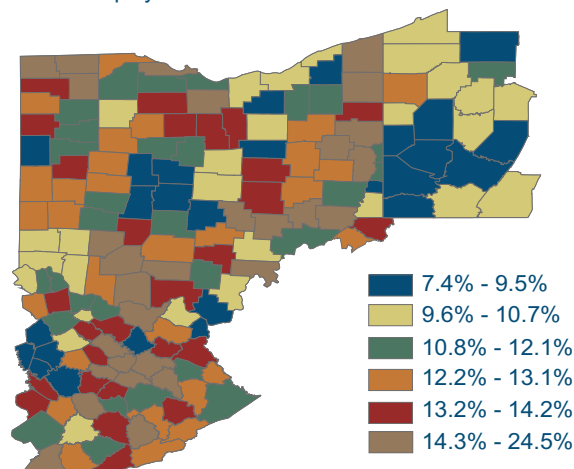 7.4% - 9.5%
9.6% - 10.7%
10.8% - 12.1%
12.2% - 13.1%
13.2% - 14.2%
14.3% - 24.5%